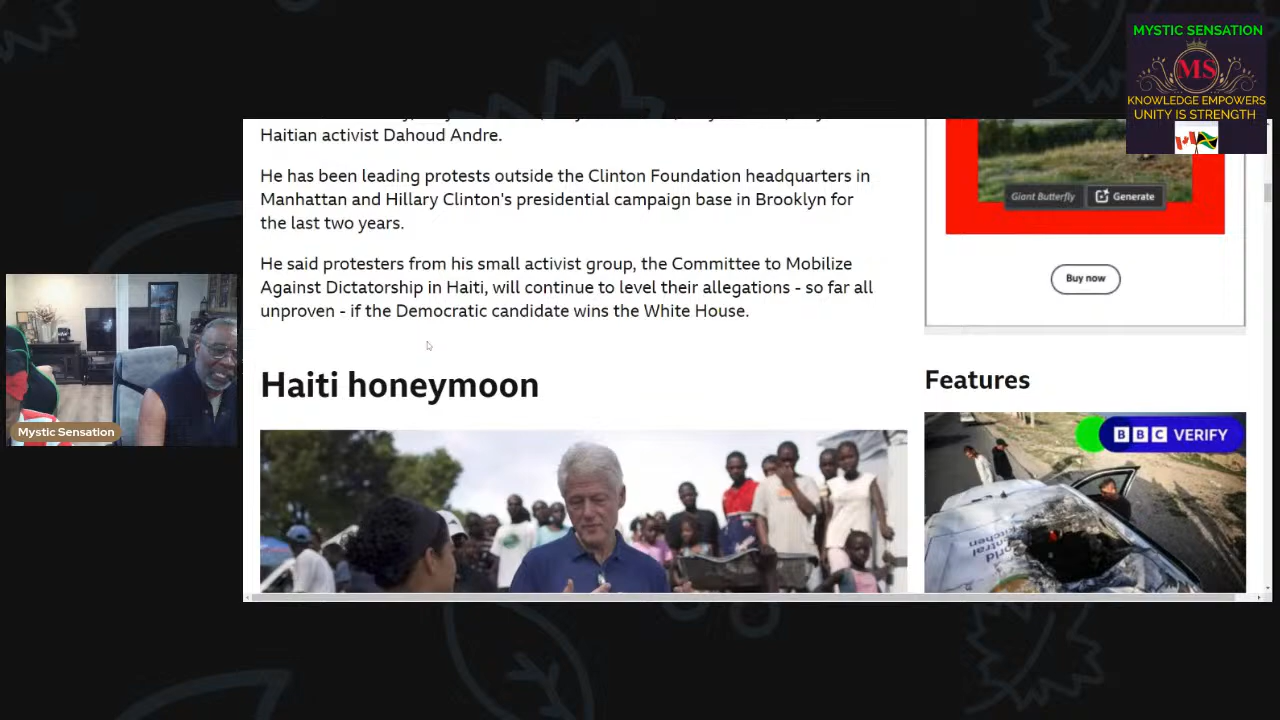 MYSTIC SENSATION
MS
KNOWLEDGE EMPOWERS
UNITY IS STRENGTH
Haitian activist Dahoud Andre.
He has been leading protests outside the Clinton Foundation headquarters in
Manhattan and Hillary Clinton's presidential campaign base in Brooklyn for
the last two years.
He said protesters from his small activist group, the Committee to Mobilize
Against Dictatorship in Haiti, will continue to level their allegations - so far all
unproven - if the Democratic candidate wins the White House.
Haiti honeymoon
Giant Butterfly
Generate
Buy now
Features
BBC VERIFY
Mystic Sensation